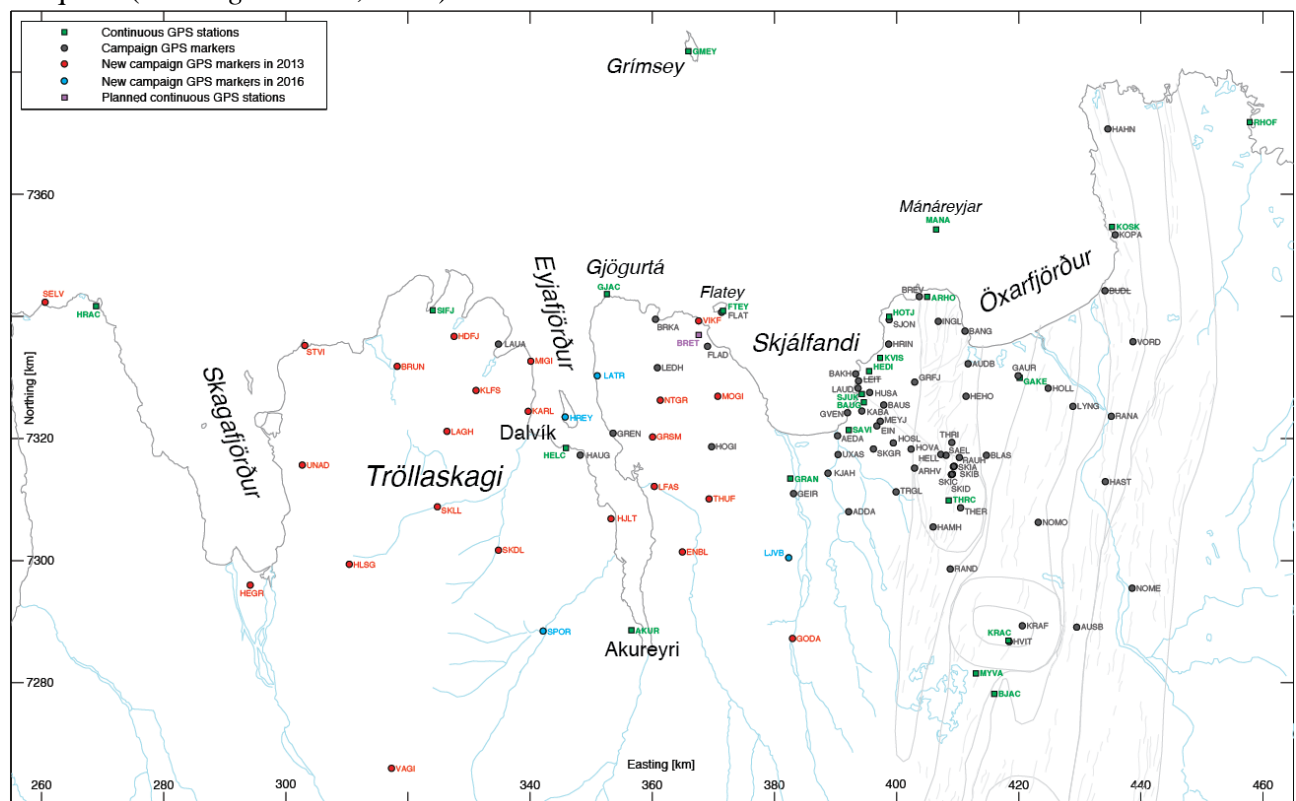 Continuous GPS stations
Campaign GPS markers
New campaign GPS markers in 2013
New campaign GPS markers in 2016
Planned continuous GPS stations
GMEY
Grímsey
RHOF
HAHN
7360
Mánáreyjar
MANA
KOSK
KOPA
Skagafjörður
Eyjafjörður
Gjögurtá
Flatey
Skjálfandi
Öxarfjörður
SELV
HRAC
SIFJ
GJAC
FTEY
FLAT
BREV
ARHO
BUDL
HOTJ
SJON
INGL
BANG
BRKA
VIKF
BRET
FLAD
HDFJ
LAUA
STVI
BRUN
MIGI
LEDH
LATR
HRIN
KVIS
HEDI
VORD
AUDB
GAUR
GAKE
HOLL
BAKH
LEIT
LAUD
GRFJ
HUSA
SJUK
BAUG
BAUS
HEHO
LYNG
RANA
KLFS
KARL
NTGR
MOGI
HREY
GVEN
KABA
MEYJ
EIN
SAVI
AEDA
7320
Northing [km]
LAGH
Dalvík
GREN
GRSM
HOGI
HELC
HAUG
UXAS
SKGR
HOSL
HOVA
THRI
BAEL
HELL
RAUH
BLAS
SKIA
SKIB
SKIC
SKID
ARHV
KJAH
UNAD
Tröllaskagi
GRAN
GEIR
TRGL
THRC
THER
HAST
LFAS
THUF
SKLL
HJLT
ADDA
HAMH
NOMO
7300
HLSG
SKDL
ENBL
LJVB
RAND
HEGR
NOME
SPOR
AKUR
Akureyri
GODA
KRAC
KRAF
HVIT
AUSB
7280
MYVA
BJAC
VAGI
Easting [km]
260 280 300 320 340 360 380 400 420 440 460